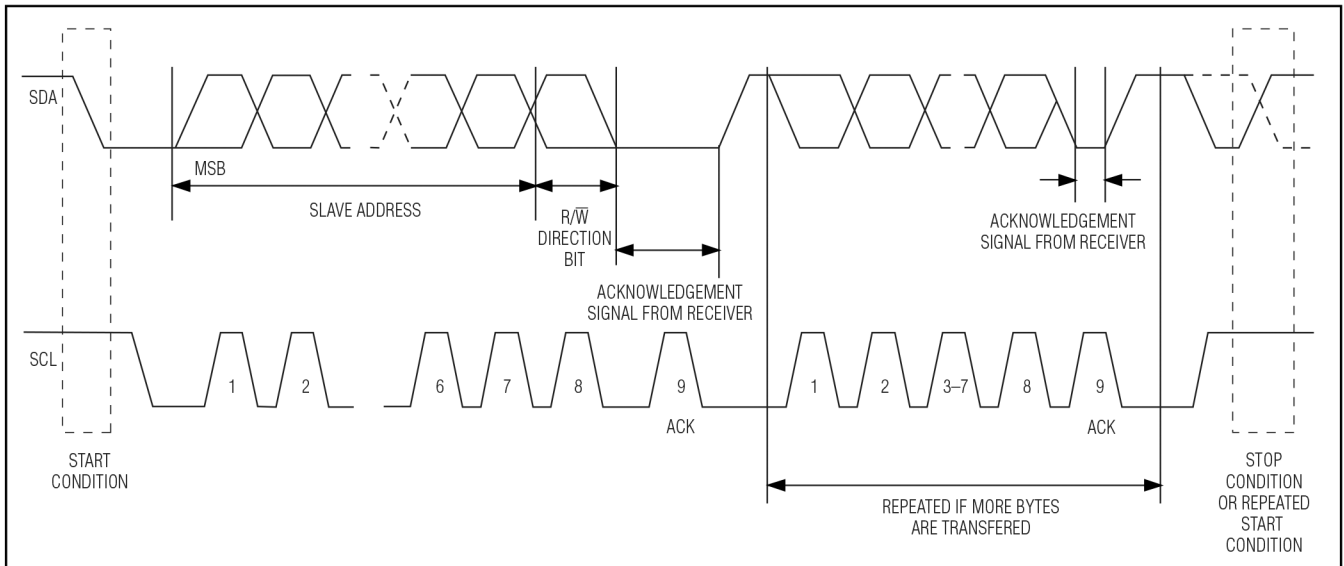 SDA
MSB
SLAVE ADDRESS
R/W̅
DIRECTION
BIT
ACKNOWLEDGEMENT
SIGNAL FROM RECEIVER
ACKNOWLEDGEMENT
SIGNAL FROM RECEIVER
SCL
1 2 6 7 8 9 1 2 3–7 8 9
ACK ACK
START
CONDITION
REPEATED IF MORE BYTES
ARE TRANSFERED
STOP
CONDITION
OR REPEATED
START
CONDITION